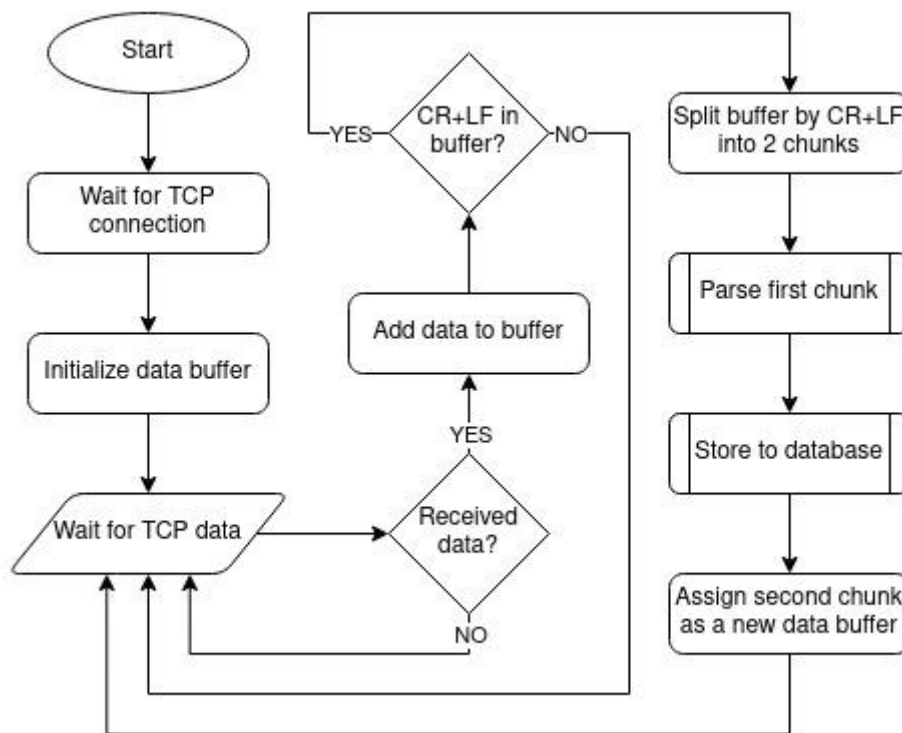 Start
Wait for TCP
connection
Initialize data buffer
Wait for TCP data
Received
data?
NO
YES
Add data to buffer
CR+LF in
buffer?
YES
NO
Split buffer by CR+LF
into 2 chunks
Parse first chunk
Store to database
Assign second chunk
as a new data buffer